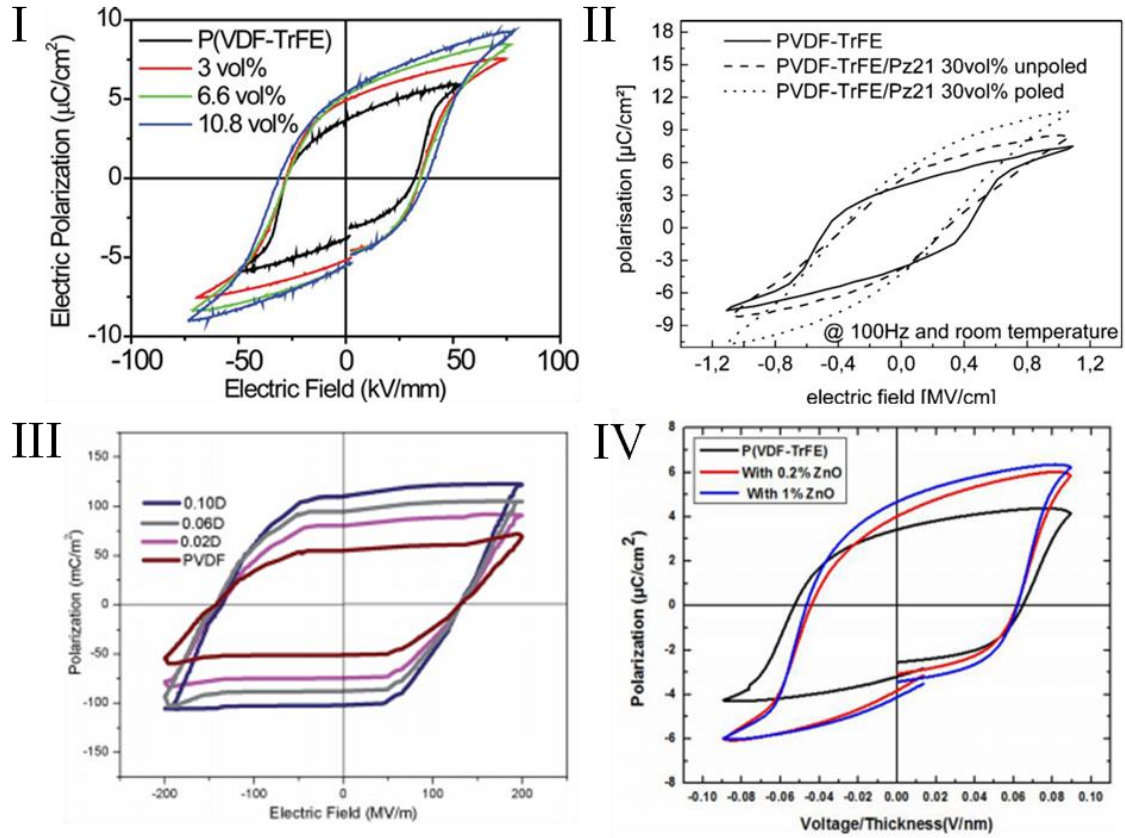 I
Electric Polarization (μC/cm²)
10
5
0
-5
-10
P(VDF-TrFE)
3 vol%
6.6 vol%
10.8 vol%
-100 -50 0 50 100
Electric Field (kV/mm)
II
polarisation [μC/cm²]
18
15
12
9
6
3
0
-3
-6
-9
PVDF-TrFE
PVDF-TrFE/Pz21 30vol% unpoled
PVDF-TrFE/Pz21 30vol% poled
@ 100Hz and room temperature
-1,2 -0,8 -0,4 0,0 0,4 0,8 1,2
electric field [MV/cm]
III
Polarization (mC/m²)
150
100
50
0
-50
-100
-150
0.10D
0.06D
0.02D
PVDF
-200 -100 0 100 200
Electric Field (MV/m)
IV
Polarization (μC/cm²)
8
6
4
2
0
-2
-4
-6
-8
P(VDF-TrFE)
With 0.2% ZnO
With 1% ZnO
-0.10 -0.08 -0.06 -0.04 -0.02 0.00 0.02 0.04 0.06 0.08 0.10
Voltage/Thickness(V/nm)